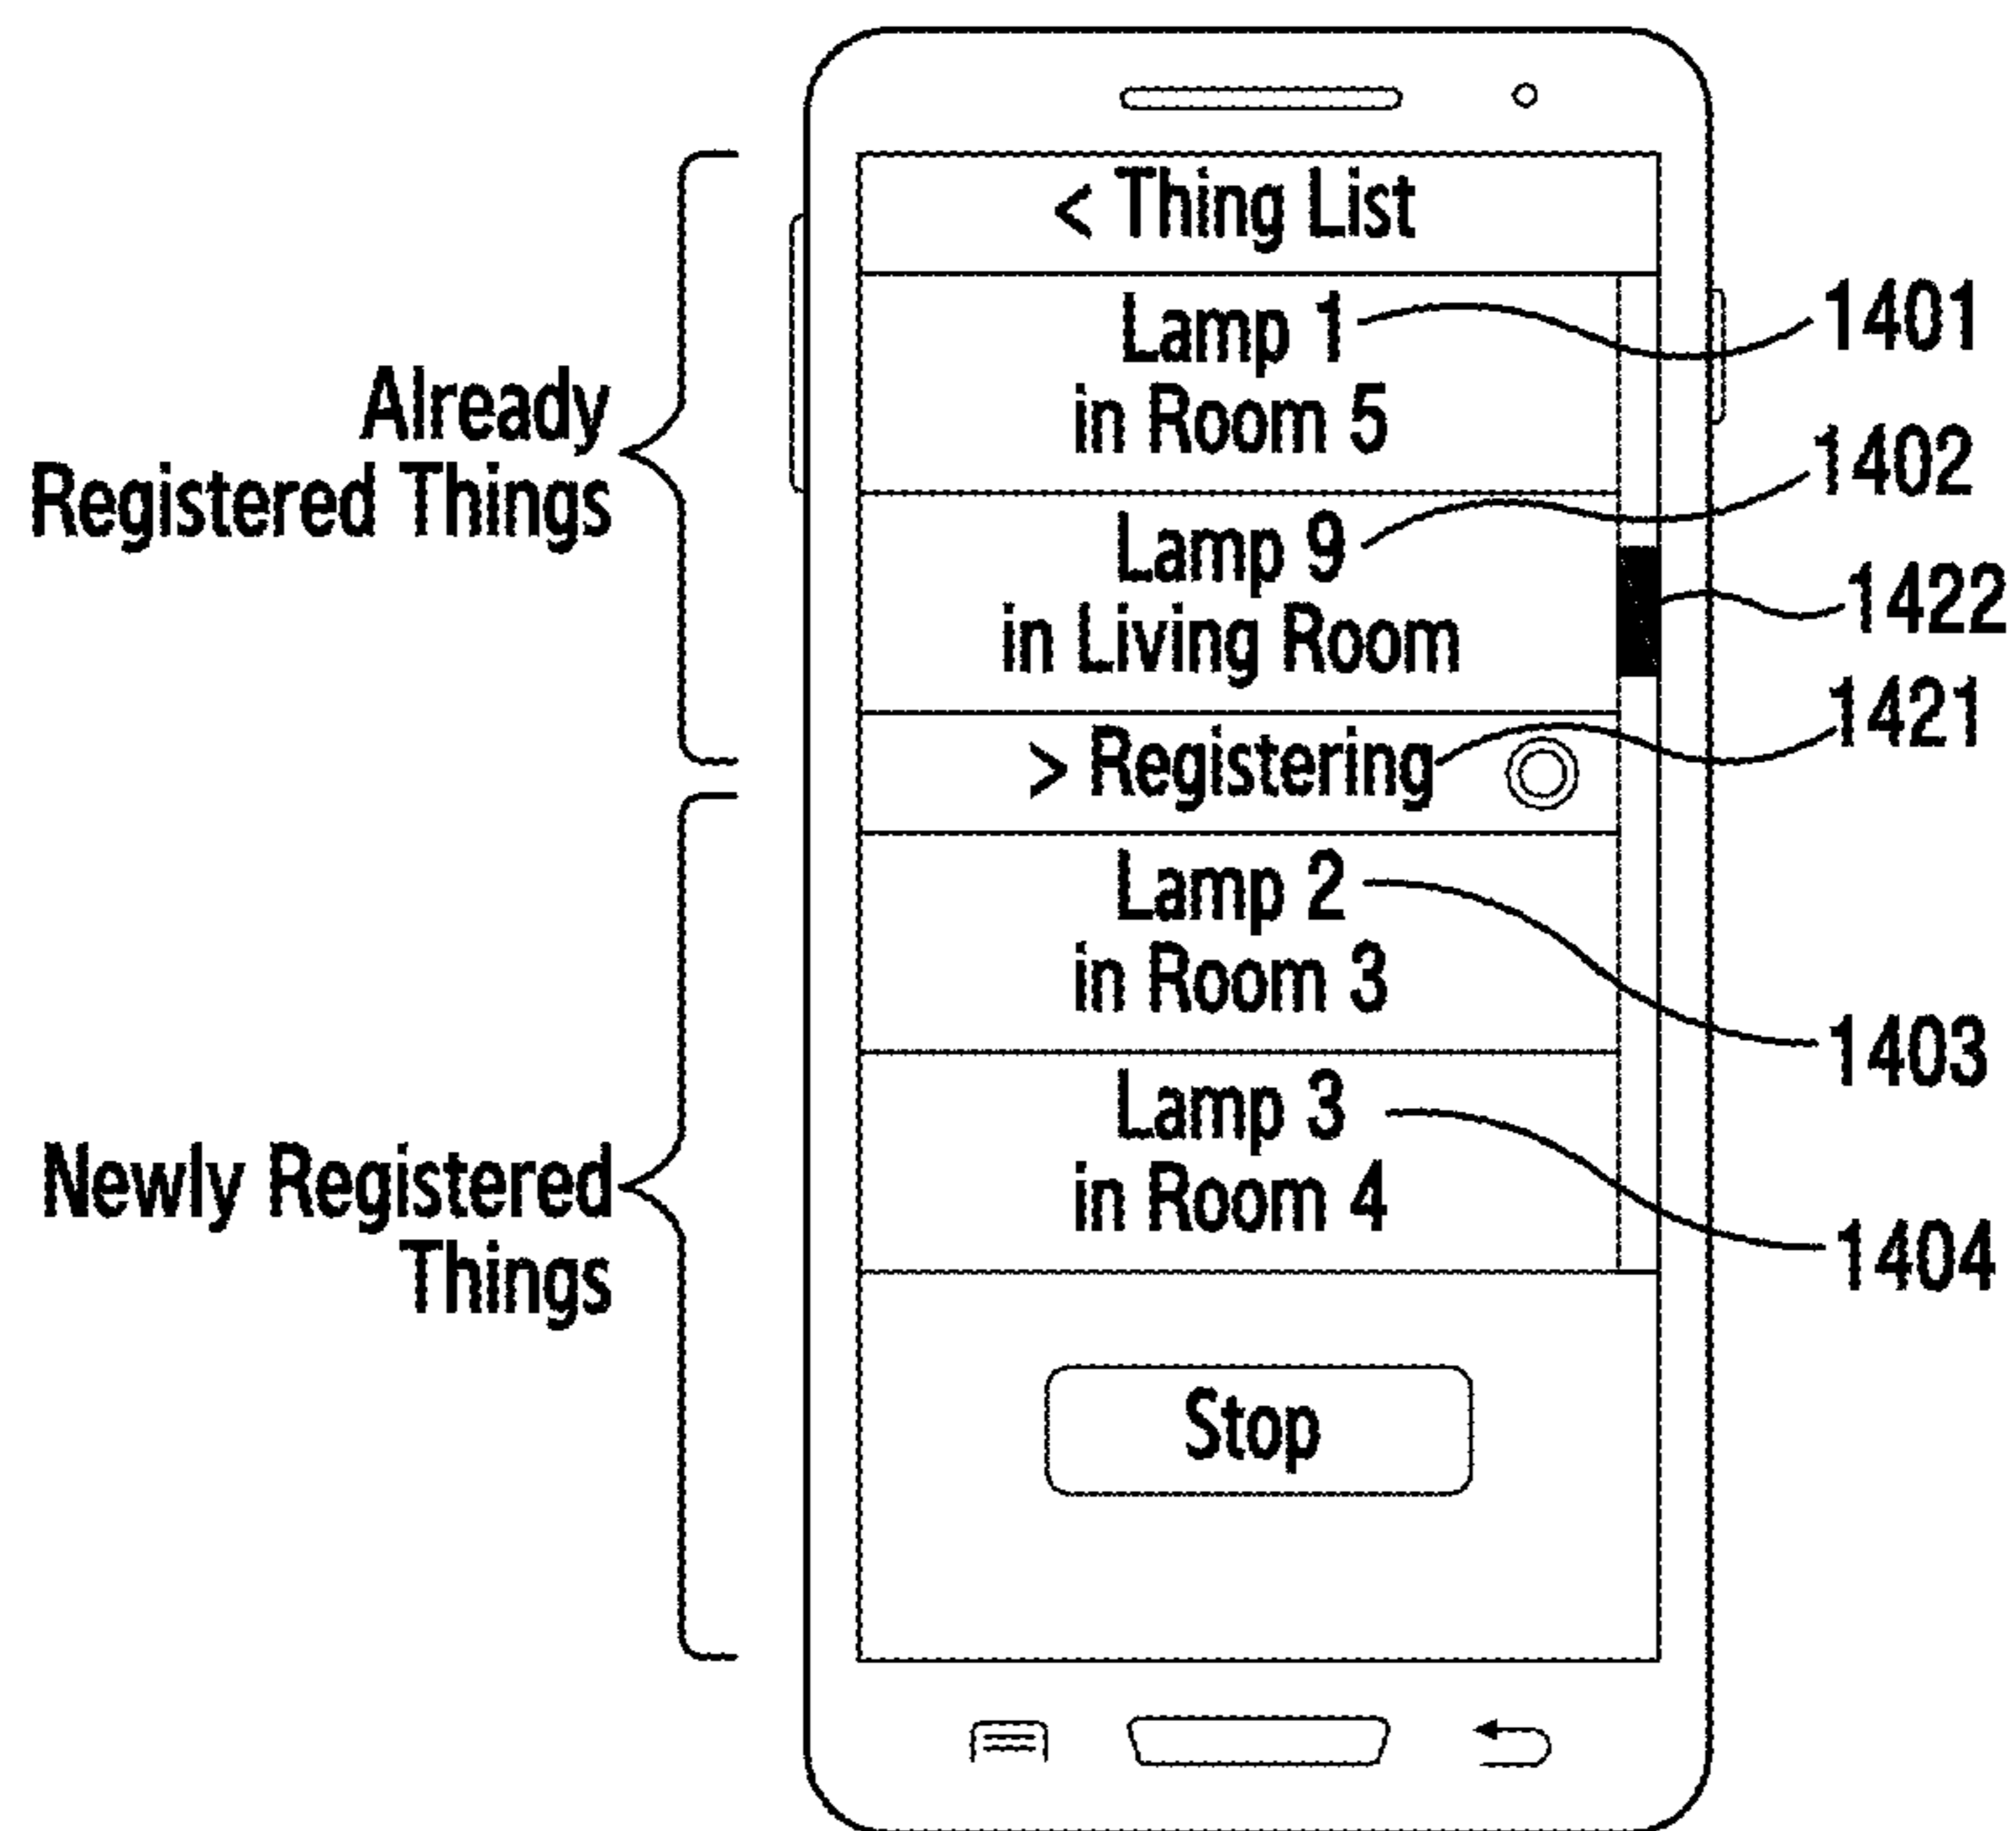 Already
Registered Things
Newly Registered
Things
< Thing List
Lamp 1
in Room 5
Lamp 9
in Living Room
> Registering
Lamp 2
in Room 3
Lamp 3
in Room 4
Stop
1401
1402
1422
1421
1403
1404